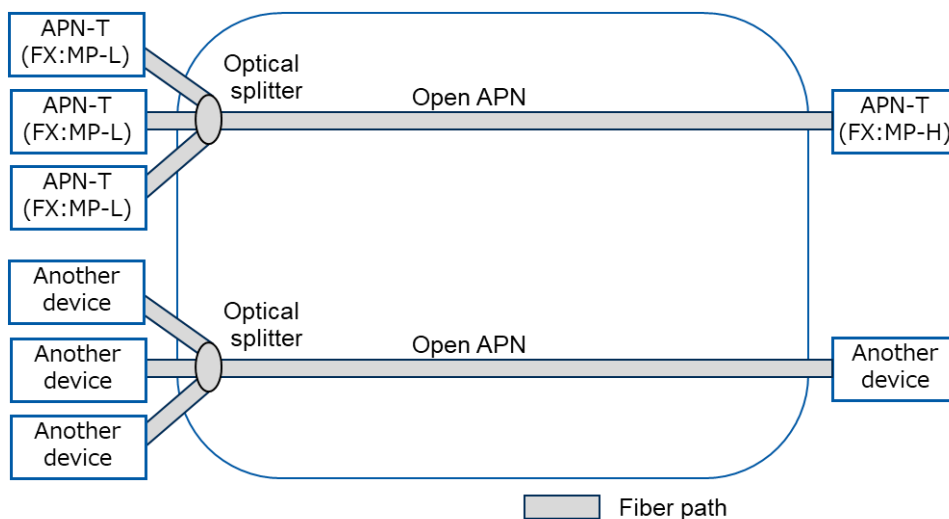 APN-T
(FX:MP-L)
APN-T
(FX:MP-L)
APN-T
(FX:MP-L)
Optical
splitter
Open APN
APN-T
(FX:MP-H)
Another
device
Another
device
Another
device
Optical
splitter
Open APN
Another
device
Fiber path